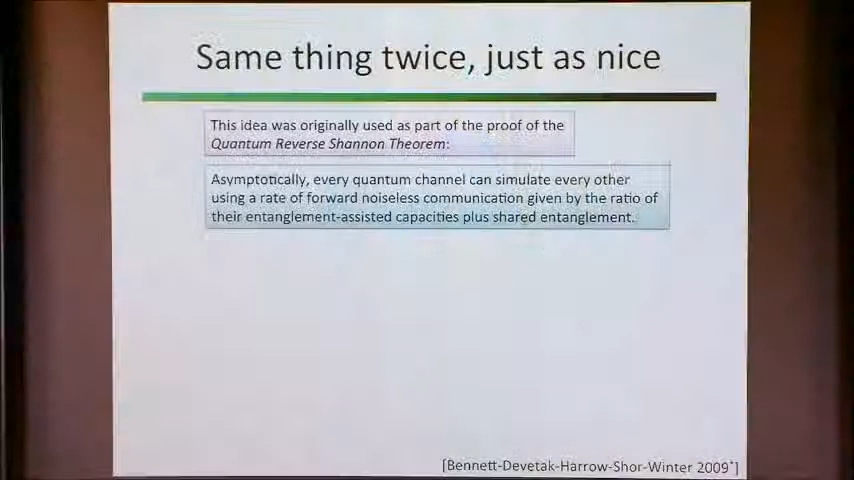 Same thing twice, just as nice
This idea was originally used as part of the proof of the
Quantum Reverse Shannon Theorem:
Asymptotically, every quantum channel can simulate every other
using a rate of forward noiseless communication given by the ratio of
their entanglement-assisted capacities plus shared entanglement.
[Bennett-Devetak-Harrow-Shor-Winter 2009*]